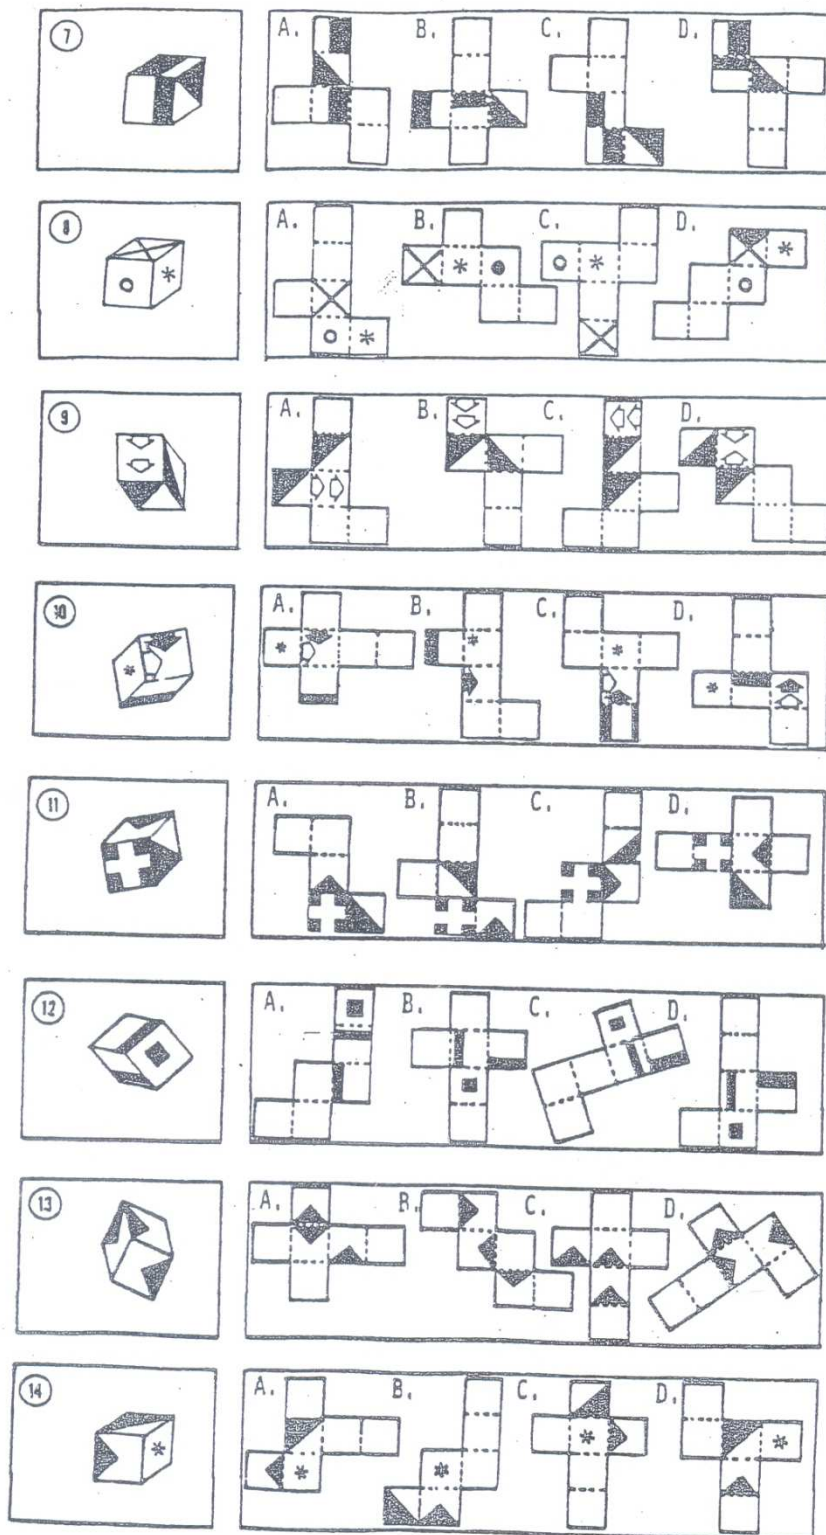 7
A. B. C. D.
8
A. B. C. D.
9
A. B. C. D.
10
A. B. C. D.
11
A. B. C. D.
12
A. B. C. D.
13
A. B. C. D.
14
A. B. C. D.